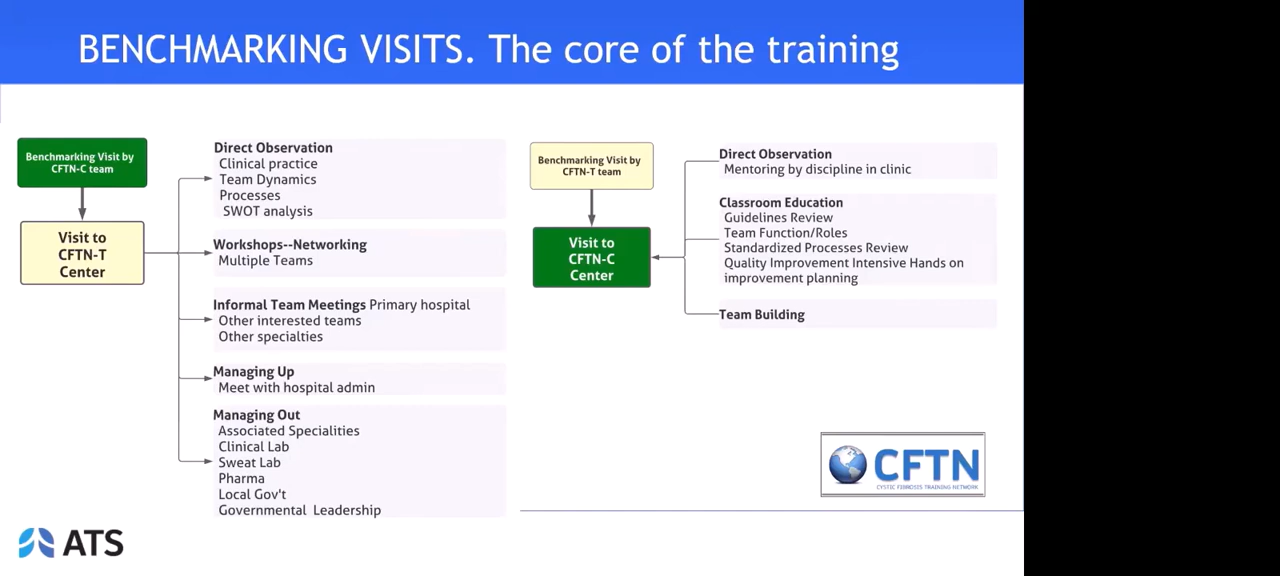 BENCHMARKING VISITS. The core of the training
Benchmarking Visit by
CFTN-C team
Visit to
CFTN-T
Center
Direct Observation
Clinical practice
Team Dynamics
Processes
SWOT analysis
Workshops--Networking
Multiple Teams
Informal Team Meetings Primary hospital
Other interested teams
Other specialties
Managing Up
Meet with hospital admin
Managing Out
Associated Specialities
Clinical Lab
Sweat Lab
Pharma
Local Gov't
Governmental Leadership
Benchmarking Visit by
CFTN-T team
Visit to
CFTN-C
Center
Direct Observation
Mentoring by discipline in clinic
Classroom Education
Guidelines Review
Team Function/Roles
Standardized Processes Review
Quality Improvement Intensive Hands on
improvement planning
Team Building
CFTN
CYSTIC FIBROSIS TRAINING NETWORK
ATS